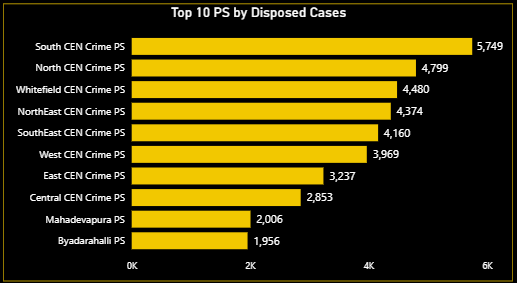 Top 10 PS by Disposed Cases
South CEN Crime PS 5,749
North CEN Crime PS 4,799
Whitefield CEN Crime PS 4,480
NorthEast CEN Crime PS 4,374
SouthEast CEN Crime PS 4,160
West CEN Crime PS 3,969
East CEN Crime PS 3,237
Central CEN Crime PS 2,853
Mahadevapura PS 2,006
Byadarahalli PS 1,956
0K 2K 4K 6K